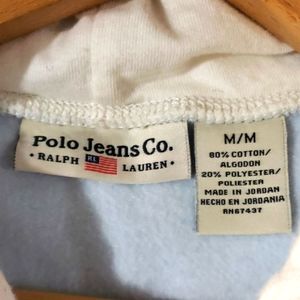 Polo Jeans Co.
• RALPH RL LAUREN •
M/M
80% COTTON/
ALGODON
20% POLYESTER/
POLIESTER
MADE IN JORDAN
HECHO EN JORDANIA
RN67437